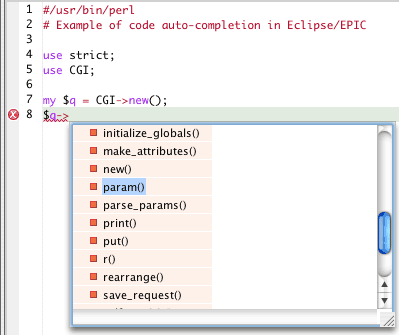 1 #/usr/bin/perl
2 # Example of code auto-completion in Eclipse/EPIC
3
4 use strict;
5 use CGI;
6
7 my $q = CGI->new();
8 $q->
initialize_globals()
make_attributes()
new()
param()
parse_params()
print()
put()
r()
rearrange()
save_request()